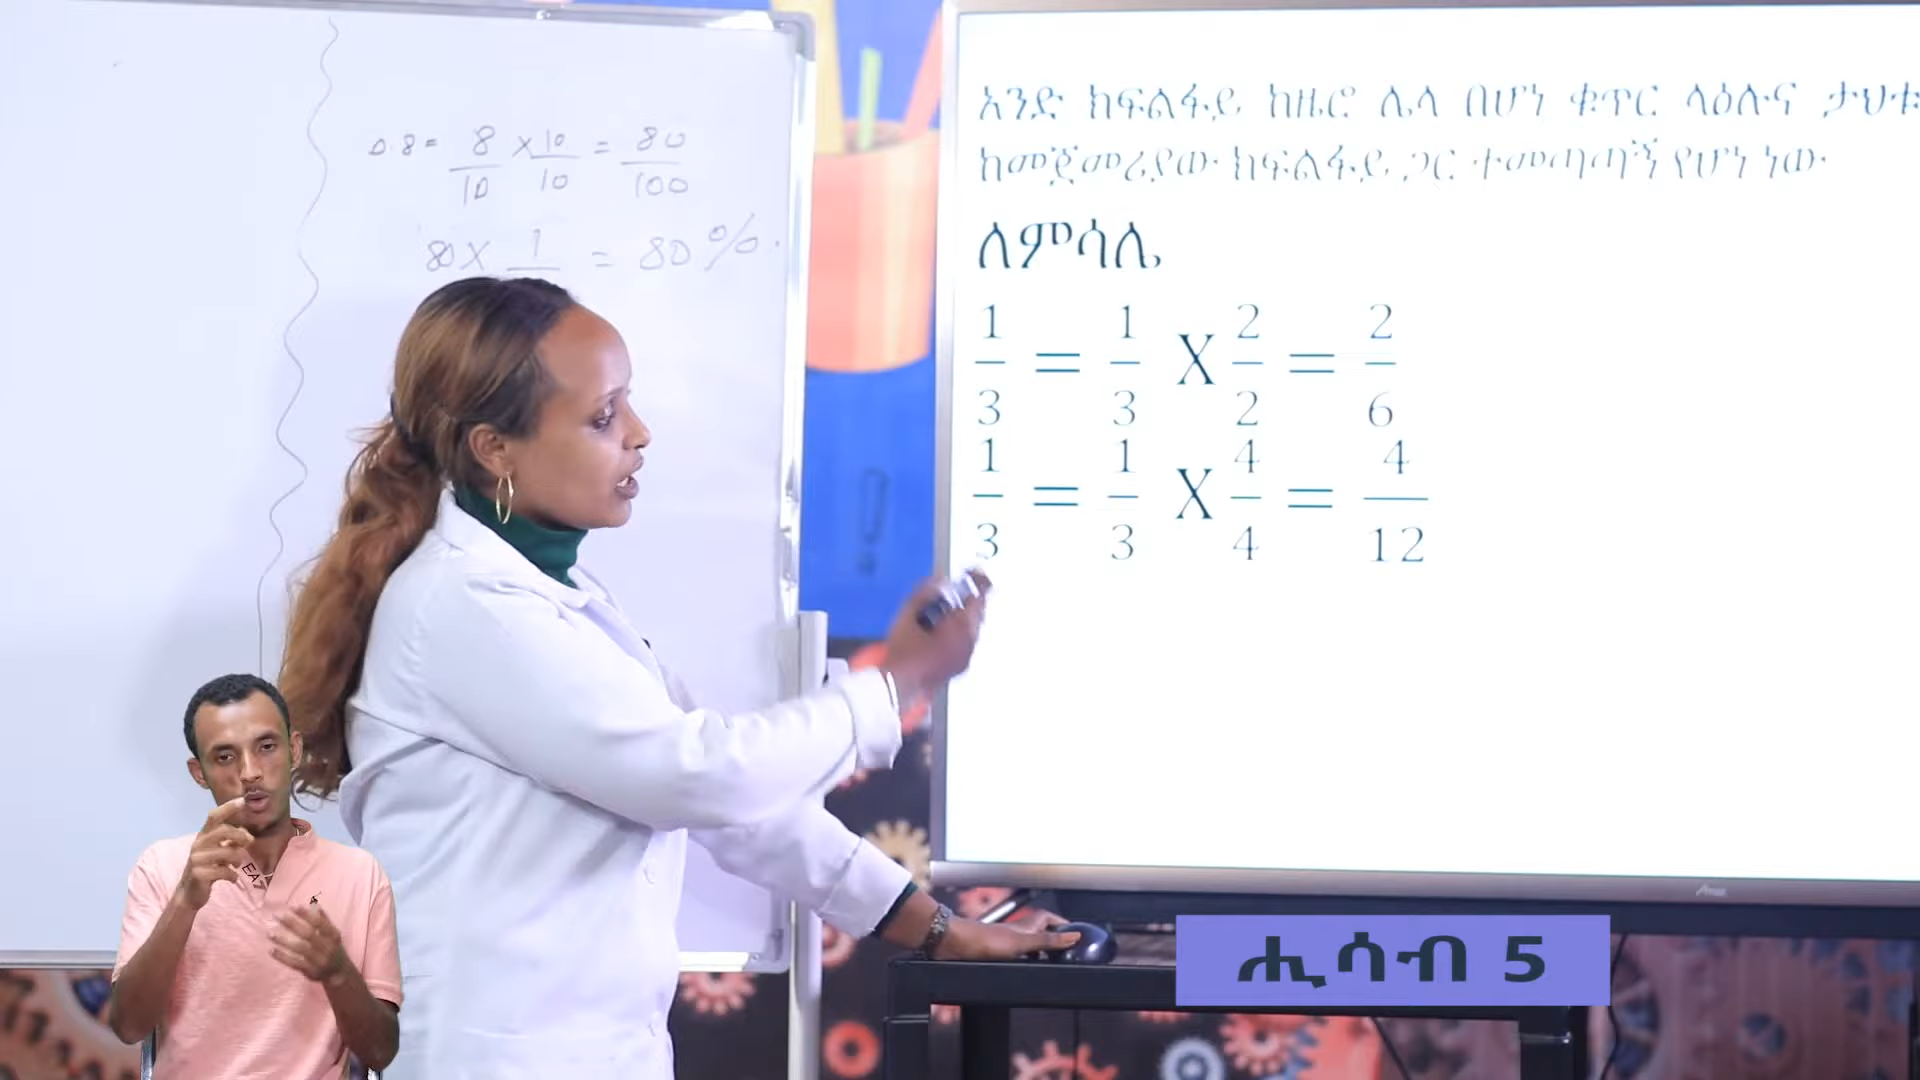 0.8 = 8/10 X 10/10 = 80/100
80 X 1 = 80%.
አንድ ክፍልፋይ ከዜሮ ሌላ በሆነ ቁጥር ላዕሉና ታህቱ
ከመጀመሪያው ክፍልፋይ ጋር ተመጣጣኝ የሆነ ነው
ለምሳሌ
1/3 = 1/3 X 2/2 = 2/6
1/3 = 1/3 X 4/4 = 4/12
ሒሳብ 5